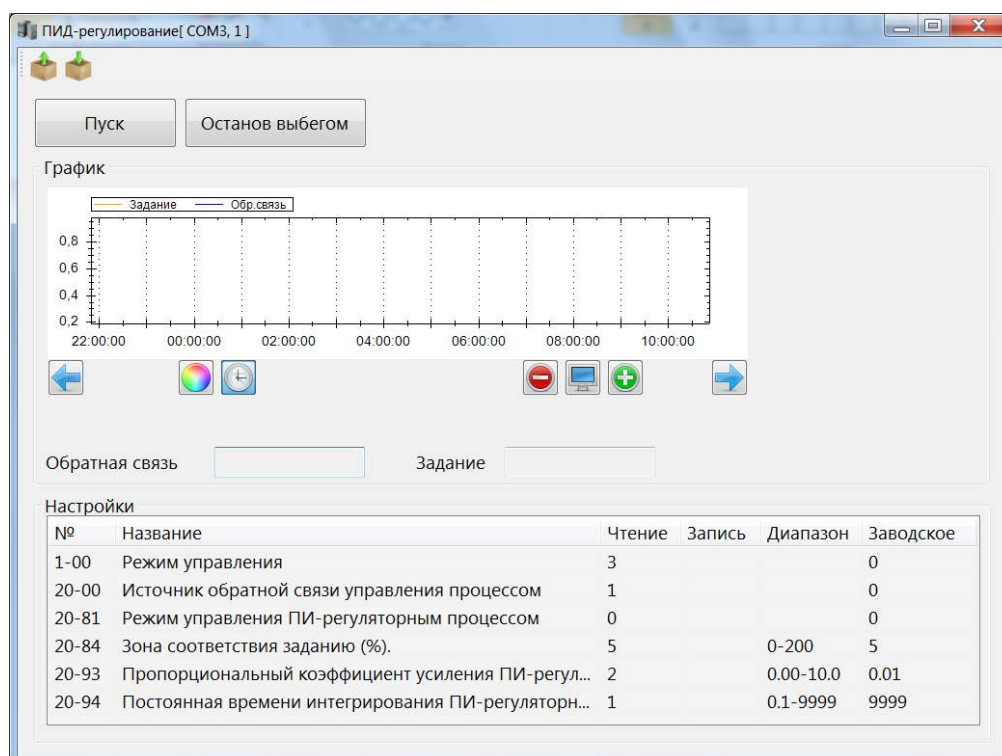 ПИД-регулирование[ COM3, 1 ]
Пуск
Останов выбегом
График
Задание
Обр.связь
0,8
0,6
0,4
0,2
22:00:00 00:00:00 02:00:00 04:00:00 06:00:00 08:00:00 10:00:00
Обратная связь
Задание
Настройки
№ Название Чтение Запись Диапазон Заводское
1-00 Режим управления 3 0
20-00 Источник обратной связи управления процессом 1 0
20-81 Режим управления ПИ-регуляторным процессом 0 0
20-84 Зона соответствия заданию (%). 5 0-200 5
20-93 Пропорциональный коэффициент усиления ПИ-регул... 2 0.00-10.0 0.01
20-94 Постоянная времени интегрирования ПИ-регуляторн... 1 0.1-9999 9999